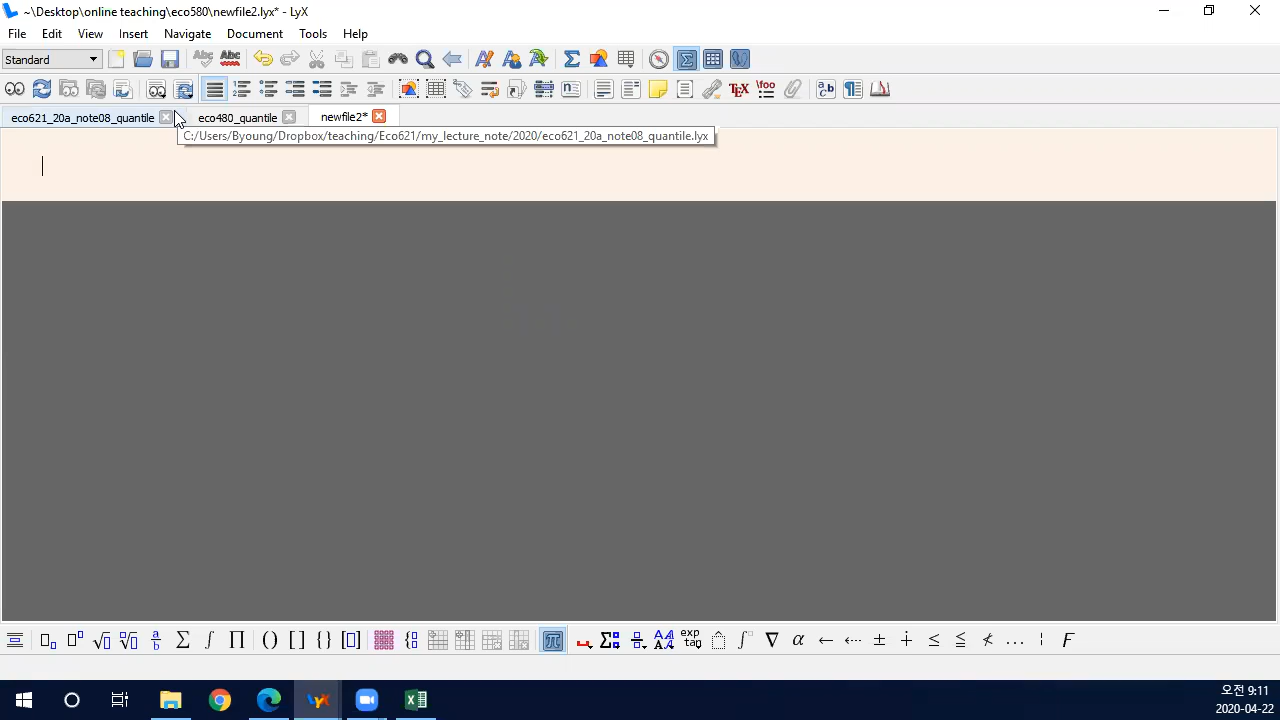 ~\Desktop\online teaching\eco580\newfile2.lyx* - LyX
File Edit View Insert Navigate Document Tools Help
Standard
eco621_20a_note08_quantile eco480_quantile newfile2*
C:/Users/Byoung/Dropbox/teaching/Eco621/my_lecture_note/2020/eco621_20a_note08_quantile.lyx
오전 9:11
2020-04-22